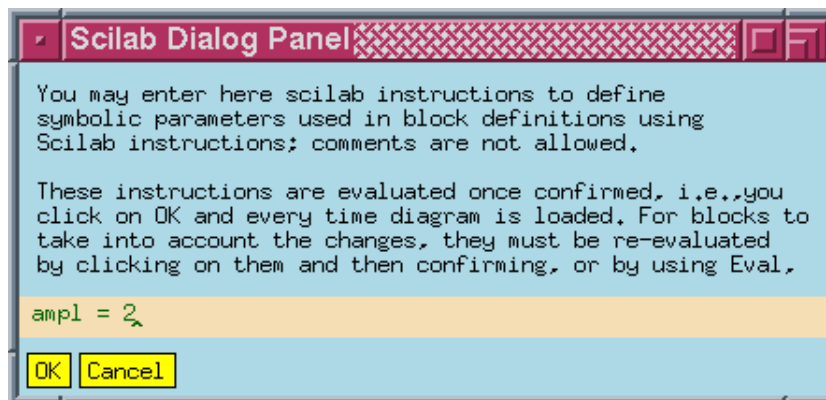 Scilab Dialog Panel
You may enter here scilab instructions to define
symbolic parameters used in block definitions using
Scilab instructions; comments are not allowed.
These instructions are evaluated once confirmed, i.e.,you
click on OK and every time diagram is loaded. For blocks to
take into account the changes, they must be re-evaluated
by clicking on them and then confirming, or by using Eval,
ampl = 2
OK Cancel